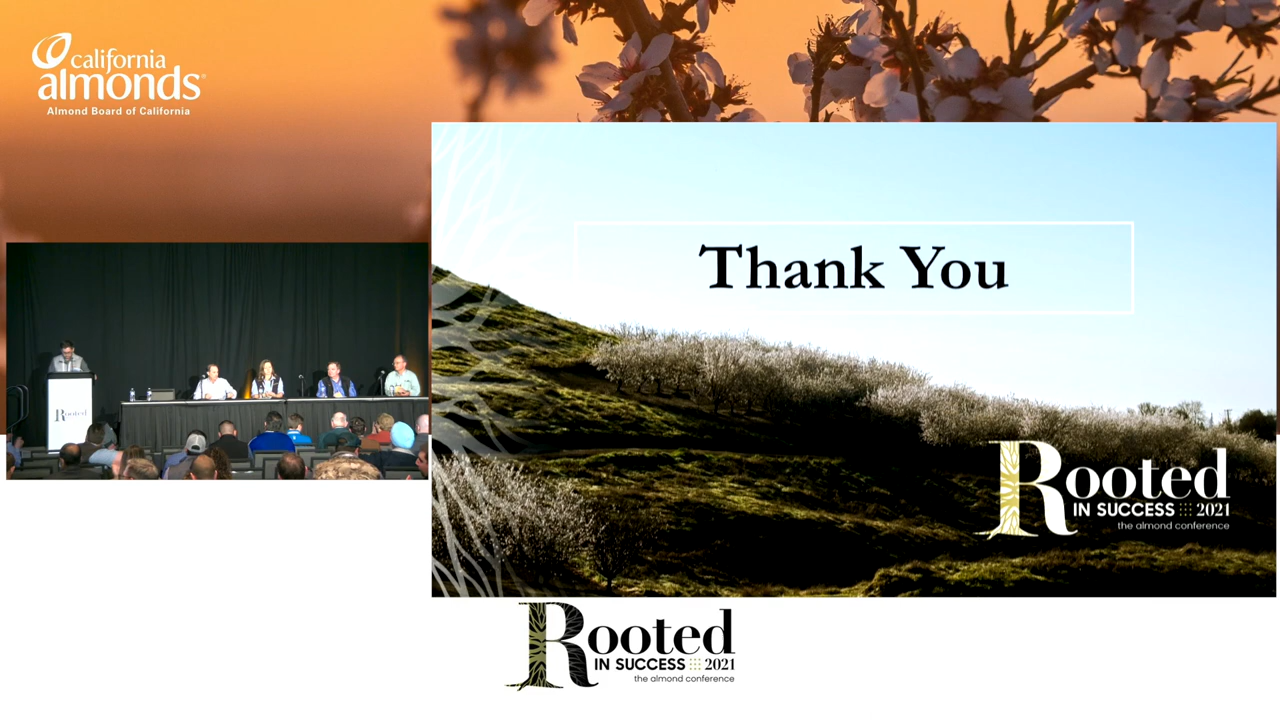 california
almonds
Almond Board of California
Thank You
Rooted
IN SUCCESS 2021
the almond conference
Rooted
Rooted
IN SUCCESS 2021
the almond conference